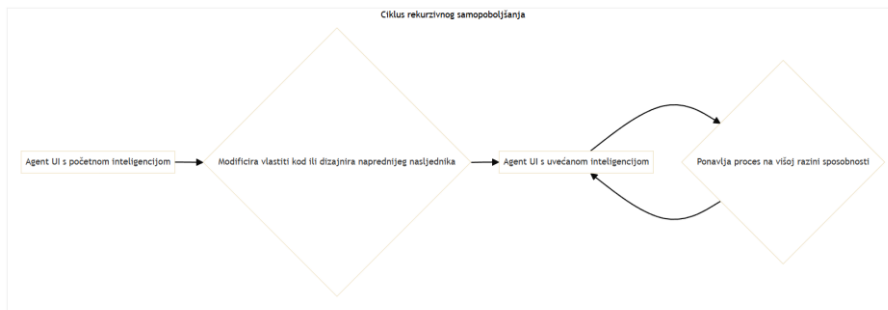 Ciklus rekurzivnog samopoboljšanja
Agent UI s početnom inteligencijom
Modificira vlastiti kod ili dizajnira naprednijeg nasljednika
Agent UI s uvećanom inteligencijom
Ponavlja proces na višoj razini sposobnosti